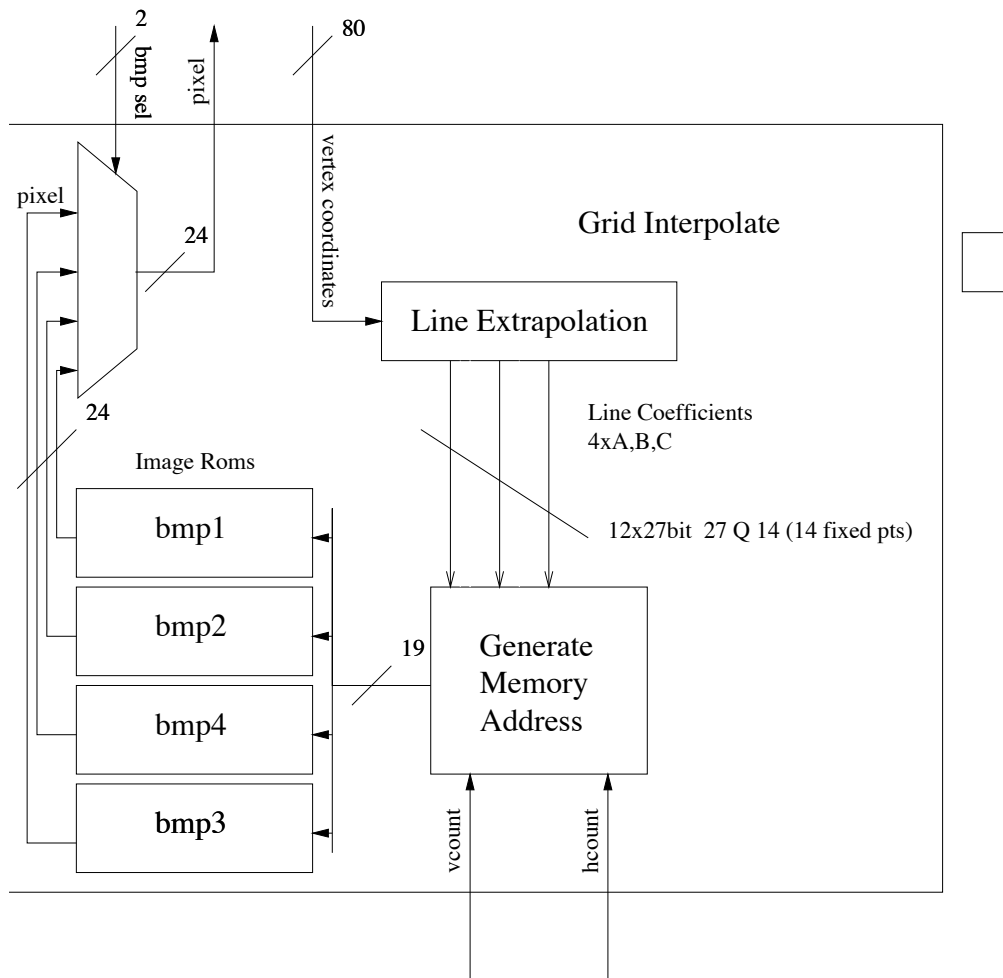 2
bmp sel
pixel
80
vertex coordinates
pixel
24
Grid Interpolate
Line Extrapolation
24
Line Coefficients
4xA,B,C
Image Roms
12x27bit 27 Q 14 (14 fixed pts)
bmp1
bmp2
bmp4
bmp3
19
Generate
Memory
Address
vcount
hcount